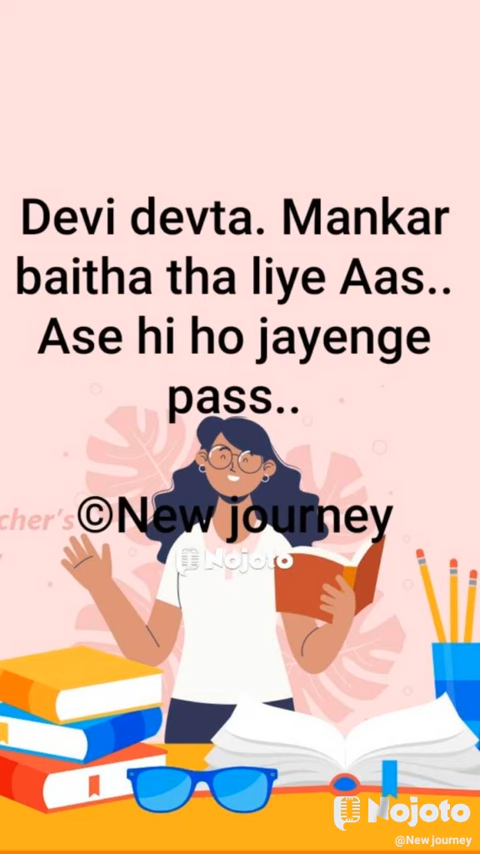 Devi devta. Mankar
baitha tha liye Aas..
Ase hi ho jayenge
pass..
cher's
©New journey
Nojoto
Nojoto
@New journey